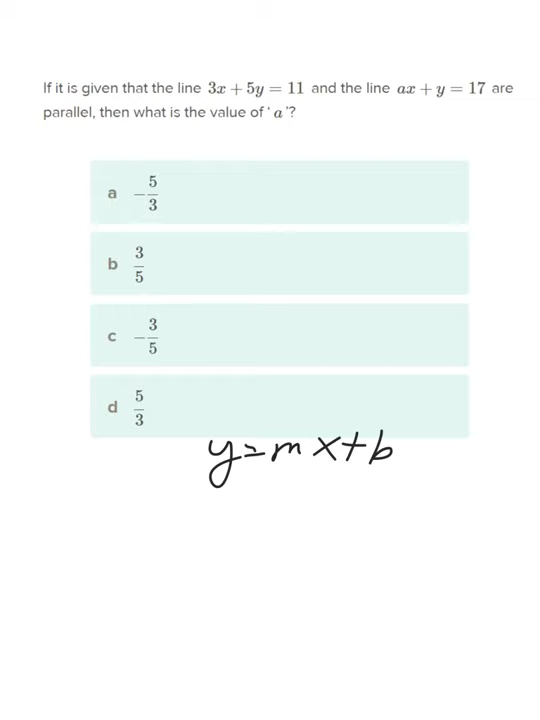 If it is given that the line 3x + 5y = 11 and the line ax + y = 17 are
parallel, then what is the value of ' a '?
a −5/3
b 3/5
c −3/5
d 5/3
y=mx+b